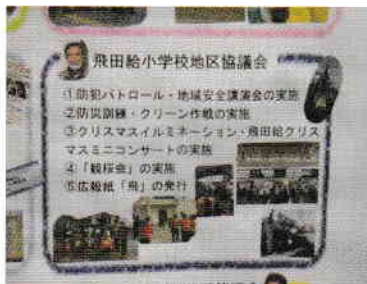 飛田給小学校地区協議会
①防犯パトロール・地域安全講演会の実施
②防災訓練・クリーン作戦の実施
③クリスマスイルミネーション・飛田給クリス
マスミニコンサートの実施
④「観桜会」の実施
⑤広報紙「飛」の発行